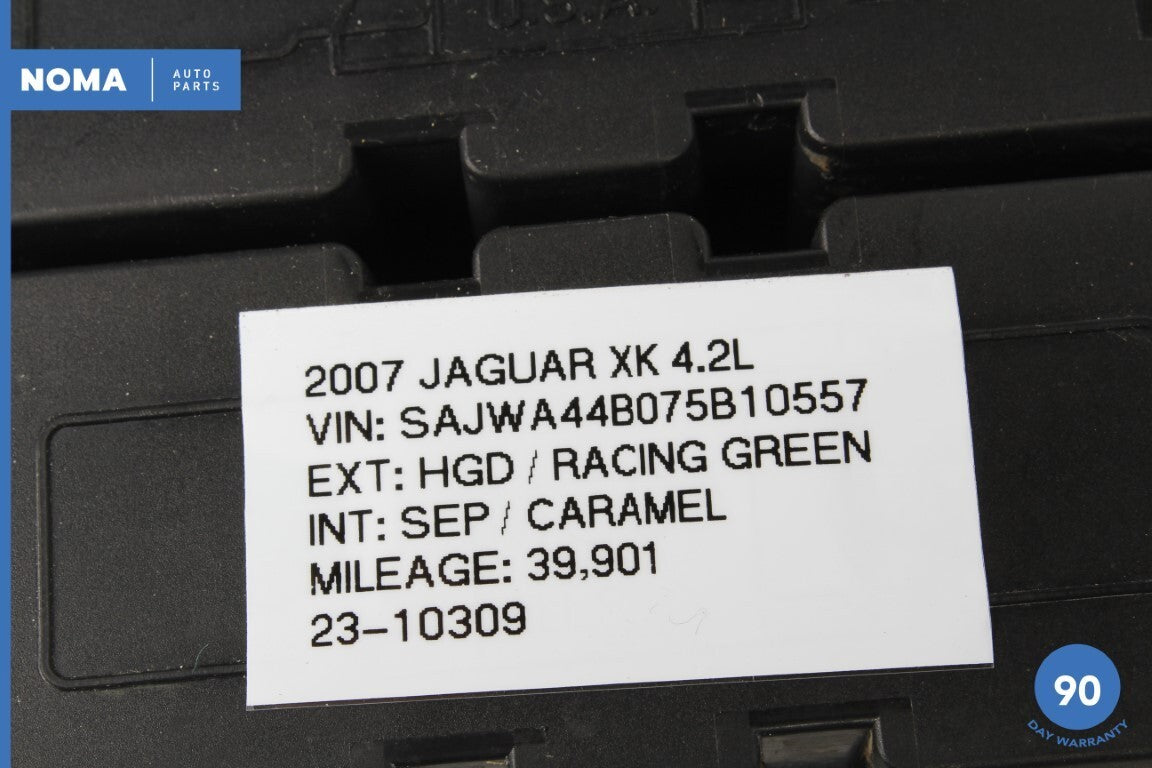 U.S.A.
NOMA
AUTO
PARTS
2007 JAGUAR XK 4.2L
VIN: SAJWA44B075B10557
EXT: HGD / RACING GREEN
INT: SEP / CARAMEL
MILEAGE: 39,901
23-10309
90
DAY WARRANTY